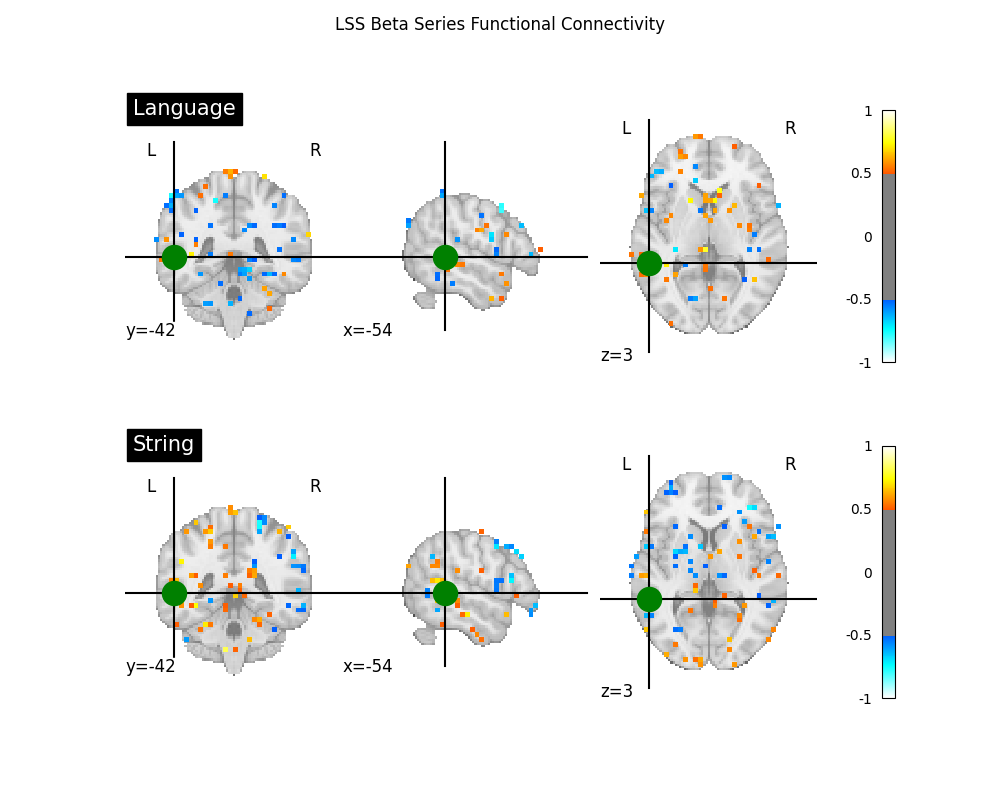 LSS Beta Series Functional Connectivity
Language
L R
L R
y=-42 x=-54
z=3
1
0.5
0
-0.5
-1
String
L R
L R
y=-42 x=-54
z=3
1
0.5
0
-0.5
-1